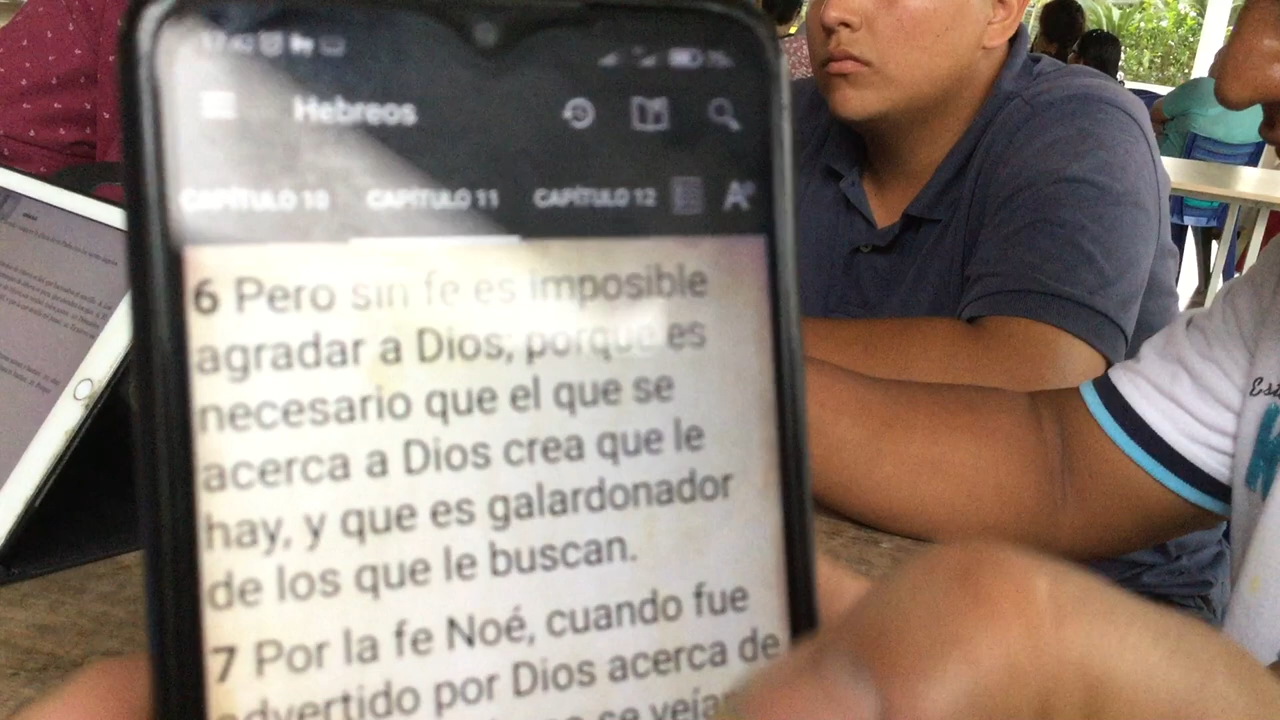 Hebreos
CAPÍTULO 10 CAPÍTULO 11 CAPÍTULO 12
6 Pero sin fe es imposible
agradar a Dios; porque es
necesario que el que se
acerca a Dios crea que le
hay, y que es galardonador
de los que le buscan.
7 Por la fe Noé, cuando fue
advertido por Dios acerca de
se veían